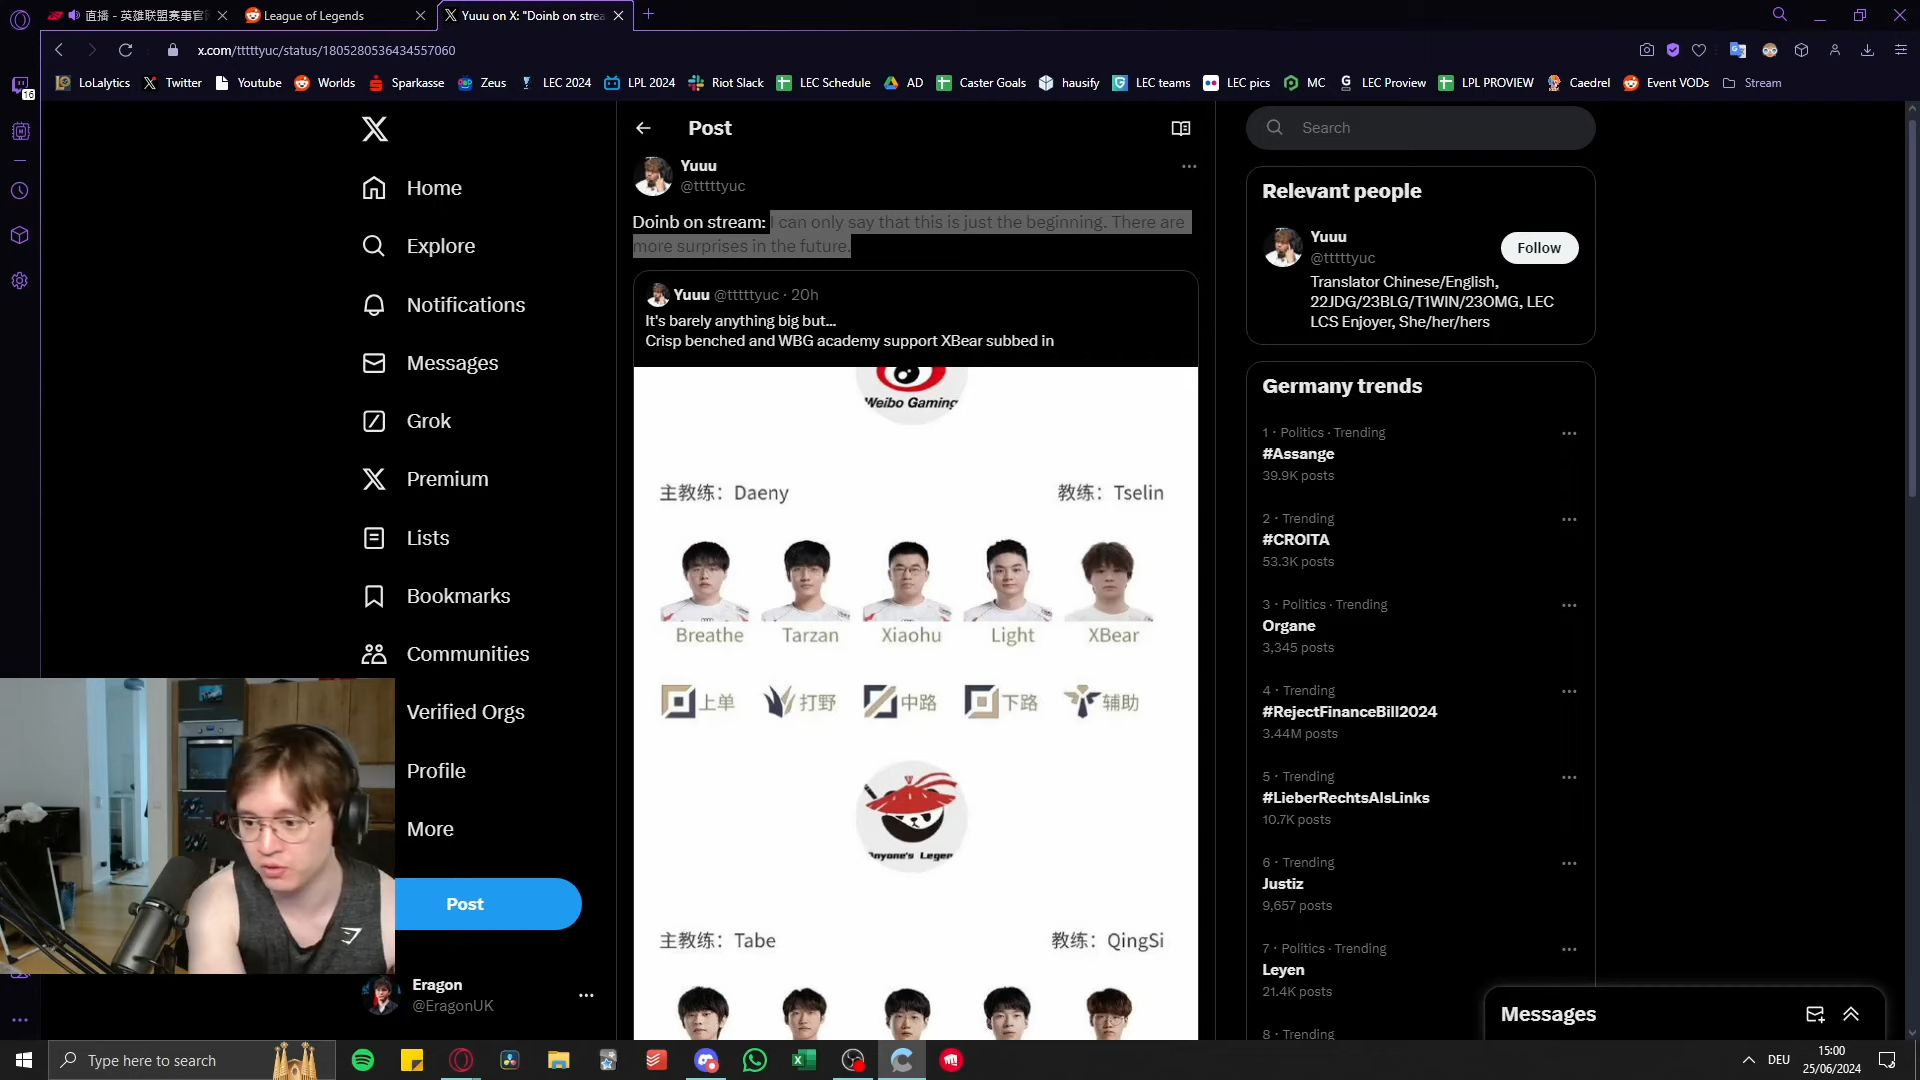 直播 - 英雄联盟赛事官
League of Legends
Yuuu on X: "Doinb on strea
x.com/tttttyuc/status/1805280536434557060
LoLalytics
Twitter
Youtube
Worlds
Sparkasse
Zeus
LEC 2024
LPL 2024
Riot Slack
LEC Schedule
AD
Caster Goals
hausify
LEC teams
LEC pics
MC
LEC Proview
LPL PROVIEW
Caedrel
Event VODs
Stream
16
Home
Explore
Notifications
Messages
Grok
Premium
Lists
Bookmarks
Communities
Verified Orgs
Profile
More
Post
Eragon
@EragonUK
Post
Yuuu
@tttttyuc
Doinb on stream: I can only say that this is just the beginning. There are
more surprises in the future.
Yuuu @tttttyuc · 20h
It's barely anything big but...
Crisp benched and WBG academy support XBear subbed in
Weibo Gaming
主教练：Daeny
教练：Tselin
Breathe
Tarzan
Xiaohu
Light
XBear
上单
打野
中路
下路
辅助
Anyone's Legen
主教练：Tabe
教练：QingSi
Search
Relevant people
Yuuu
@tttttyuc
Follow
Translator Chinese/English,
22JDG/23BLG/T1WIN/23OMG, LEC
LCS Enjoyer, She/her/hers
Germany trends
1 · Politics · Trending
#Assange
39.9K posts
2 · Trending
#CROITA
53.3K posts
3 · Politics · Trending
Organe
3,345 posts
4 · Trending
#RejectFinanceBill2024
3.44M posts
5 · Trending
#LieberRechtsAlsLinks
10.7K posts
6 · Trending
Justiz
9,657 posts
7 · Politics · Trending
Leyen
21.4K posts
8 · Trending
Messages
Type here to search
DEU
15:00
25/06/2024